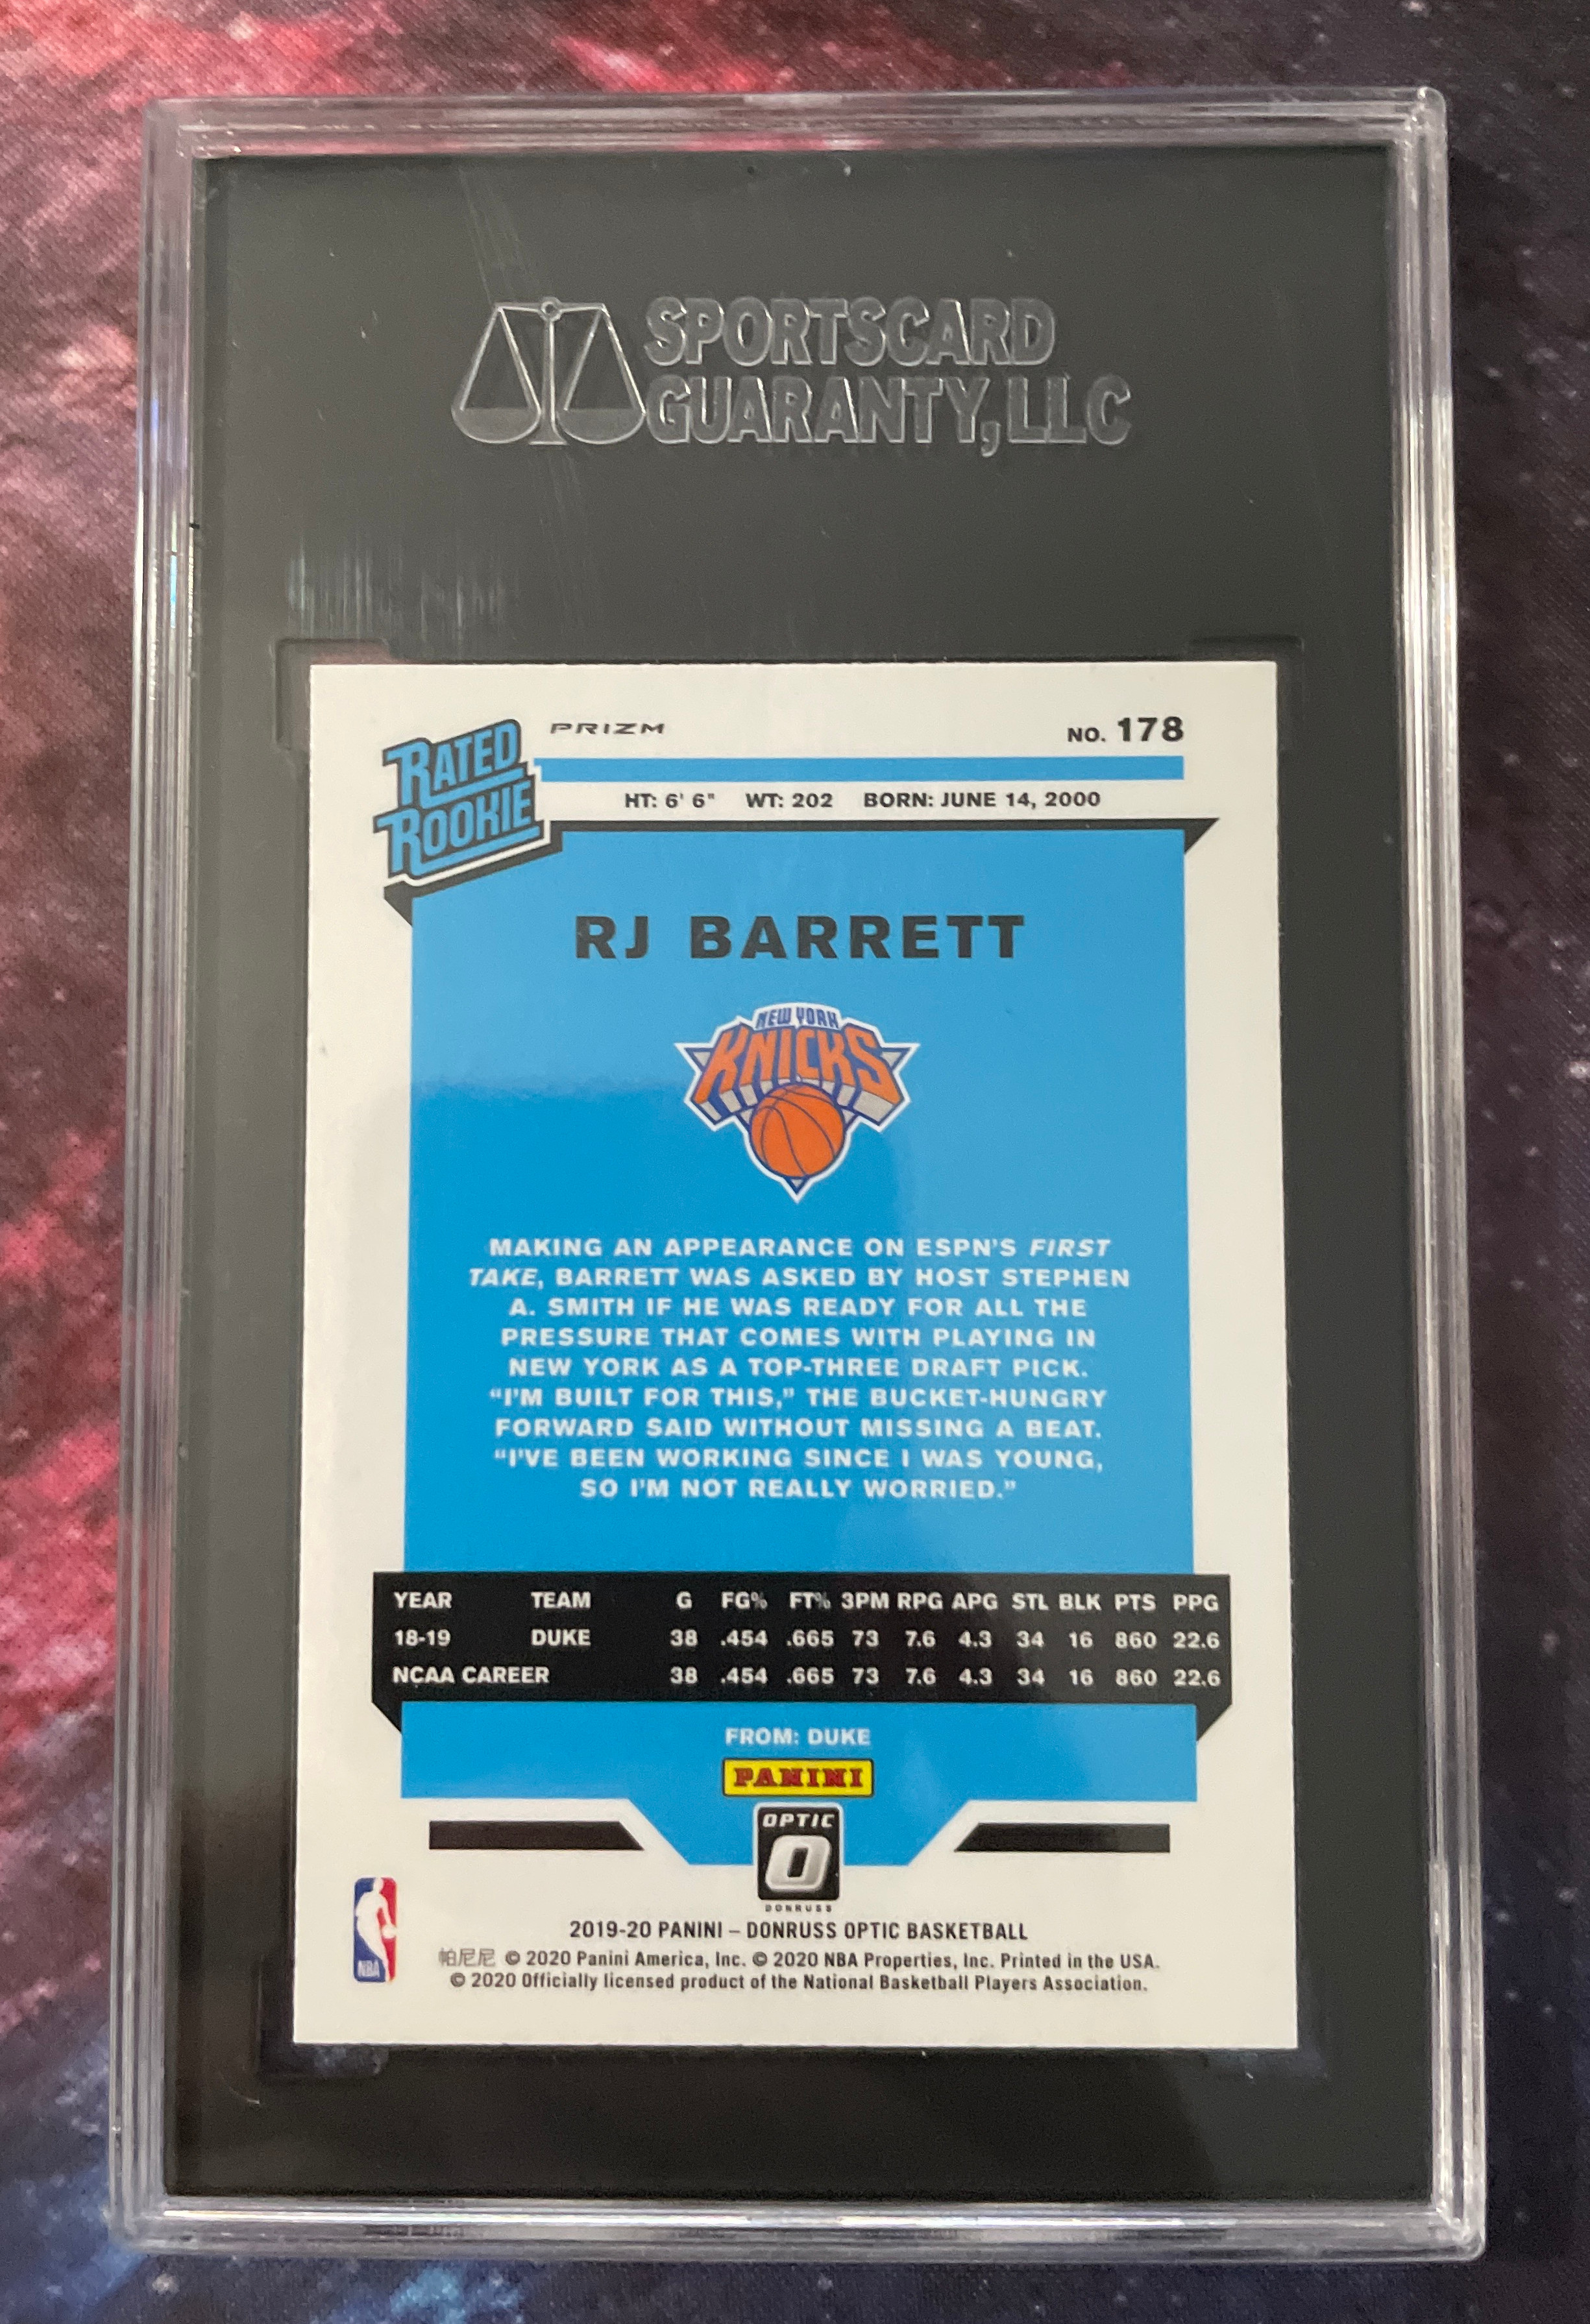 SPORTSCARD
GUARANTY, LLC
RATED
ROOKIE
PRIZM
NO. 178
HT: 6' 6" WT: 202 BORN: JUNE 14, 2000
RJ BARRETT
NEW YORK
KNICKS
MAKING AN APPEARANCE ON ESPN'S FIRST
TAKE, BARRETT WAS ASKED BY HOST STEPHEN
A. SMITH IF HE WAS READY FOR ALL THE
PRESSURE THAT COMES WITH PLAYING IN
NEW YORK AS A TOP-THREE DRAFT PICK.
“I'M BUILT FOR THIS,” THE BUCKET-HUNGRY
FORWARD SAID WITHOUT MISSING A BEAT.
“I'VE BEEN WORKING SINCE I WAS YOUNG,
SO I'M NOT REALLY WORRIED.”
YEAR TEAM G FG% FT% 3PM RPG APG STL BLK PTS PPG
18-19 DUKE 38 .454 .665 73 7.6 4.3 34 16 860 22.6
NCAA CAREER 38 .454 .665 73 7.6 4.3 34 16 860 22.6
FROM: DUKE
PANINI
OPTIC
O
DONRUSS
NBA
2019-20 PANINI – DONRUSS OPTIC BASKETBALL
帕尼尼 © 2020 Panini America, Inc. © 2020 NBA Properties, Inc. Printed in the USA.
© 2020 Officially licensed product of the National Basketball Players Association.